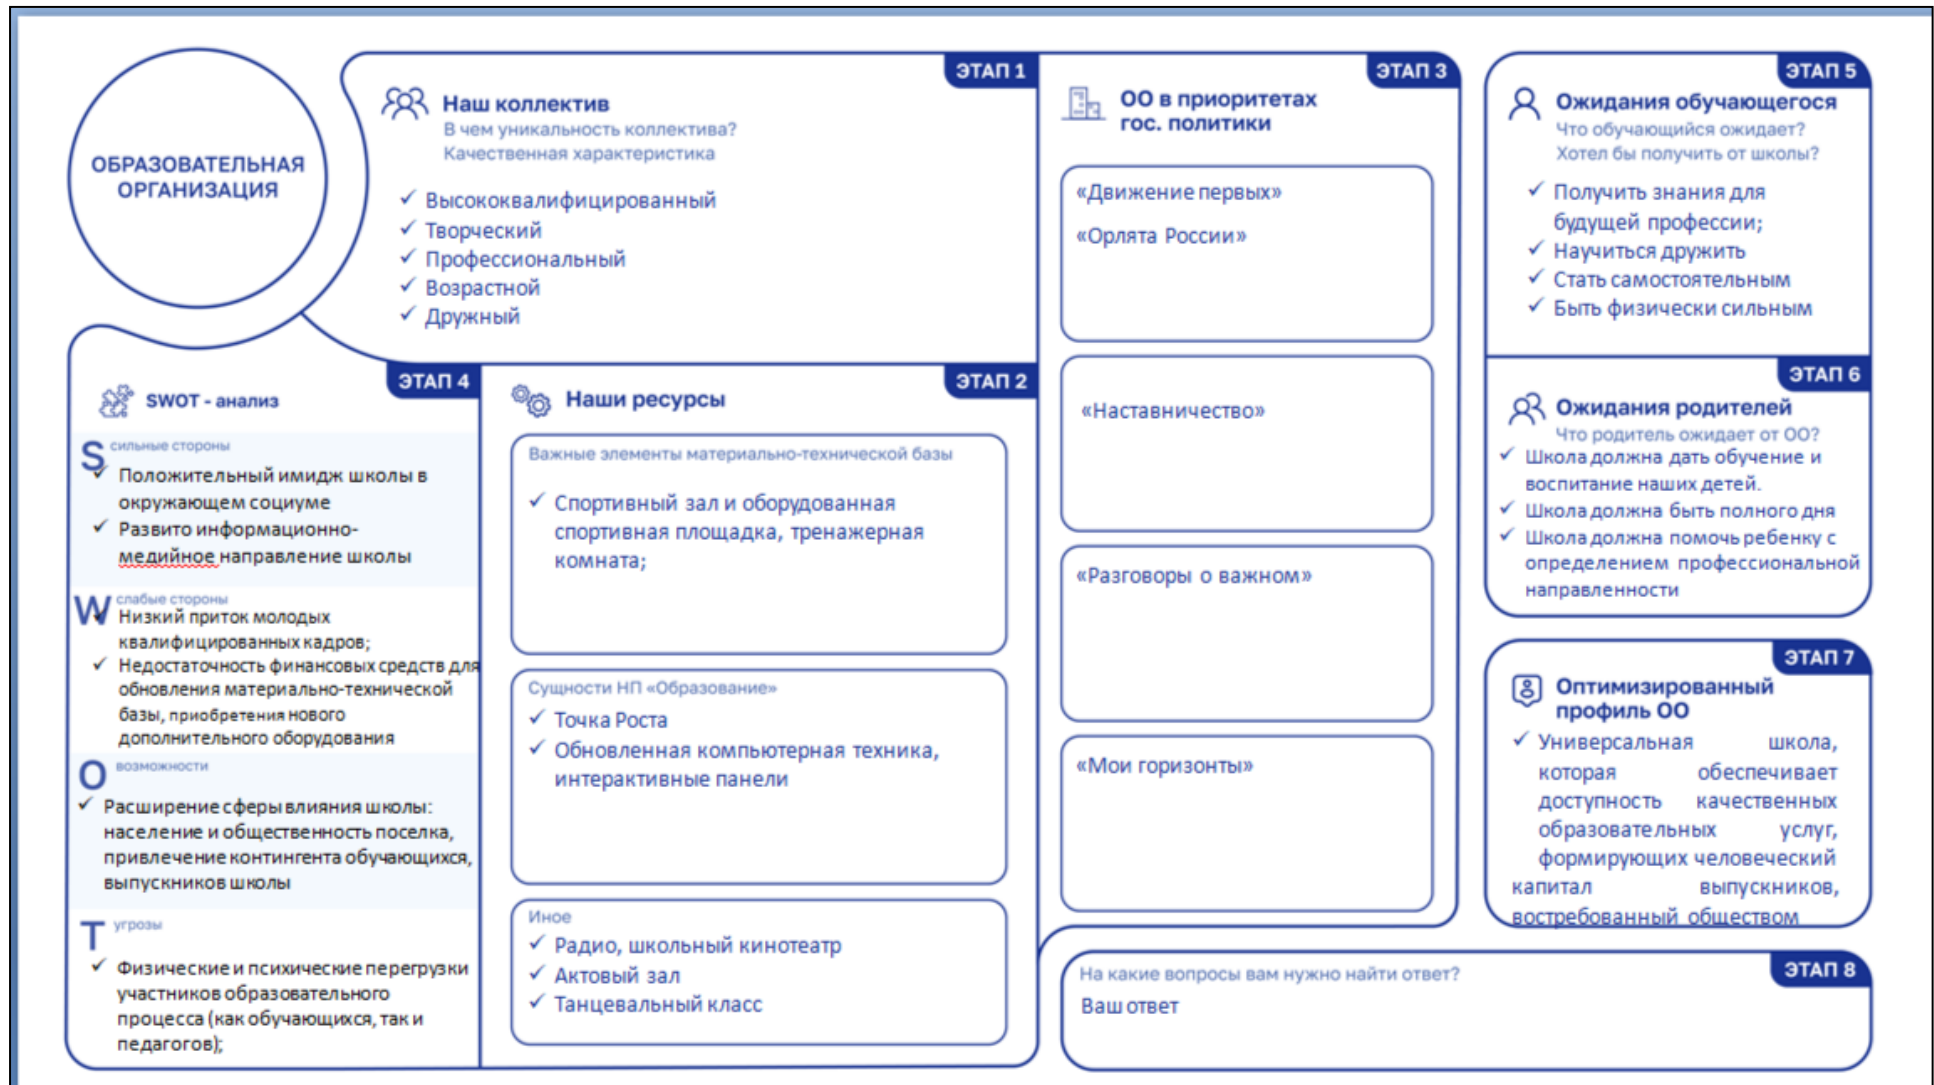 ОБРАЗОВАТЕЛЬНАЯ
ОРГАНИЗАЦИЯ
ЭТАП 1
Наш коллектив
В чем уникальность коллектива?
Качественная характеристика
✓ Высококвалифицированный
✓ Творческий
✓ Профессиональный
✓ Возрастной
✓ Дружный
ЭТАП 4
SWOT - анализ
S сильные стороны
✓ Положительный имидж школы в
окружающем социуме
✓ Развито информационно-
медийное направление школы
W слабые стороны
✓ Низкий приток молодых
квалифицированных кадров;
✓ Недостаточность финансовых средств для
обновления материально-технической
базы, приобретения нового
дополнительного оборудования
O возможности
✓ Расширение сферы влияния школы:
население и общественность поселка,
привлечение контингента обучающихся,
выпускников школы
T угрозы
✓ Физические и психические перегрузки
участников образовательного
процесса (как обучающихся, так и
педагогов);
ЭТАП 2
Наши ресурсы
Важные элементы материально-технической базы
✓ Спортивный зал и оборудованная
спортивная площадка, тренажерная
комната;
Сущности НП «Образование»
✓ Точка Роста
✓ Обновленная компьютерная техника,
интерактивные панели
Иное
✓ Радио, школьный кинотеатр
✓ Актовый зал
✓ Танцевальный класс
ЭТАП 3
ОО в приоритетах
гос. политики
«Движение первых»
«Орлята России»
«Наставничество»
«Разговоры о важном»
«Мои горизонты»
ЭТАП 5
Ожидания обучающегося
Что обучающийся ожидает?
Хотел бы получить от школы?
✓ Получить знания для
будущей профессии;
✓ Научиться дружить
✓ Стать самостоятельным
✓ Быть физически сильным
ЭТАП 6
Ожидания родителей
Что родитель ожидает от ОО?
✓ Школа должна дать обучение и
воспитание наших детей.
✓ Школа должна быть полного дня
✓ Школа должна помочь ребенку с
определением профессиональной
направленности
ЭТАП 7
Оптимизированный
профиль ОО
✓ Универсальная школа,
которая обеспечивает
доступность качественных
образовательных услуг,
формирующих человеческий
капитал выпускников,
востребованный обществом
ЭТАП 8
На какие вопросы вам нужно найти ответ?
Ваш ответ